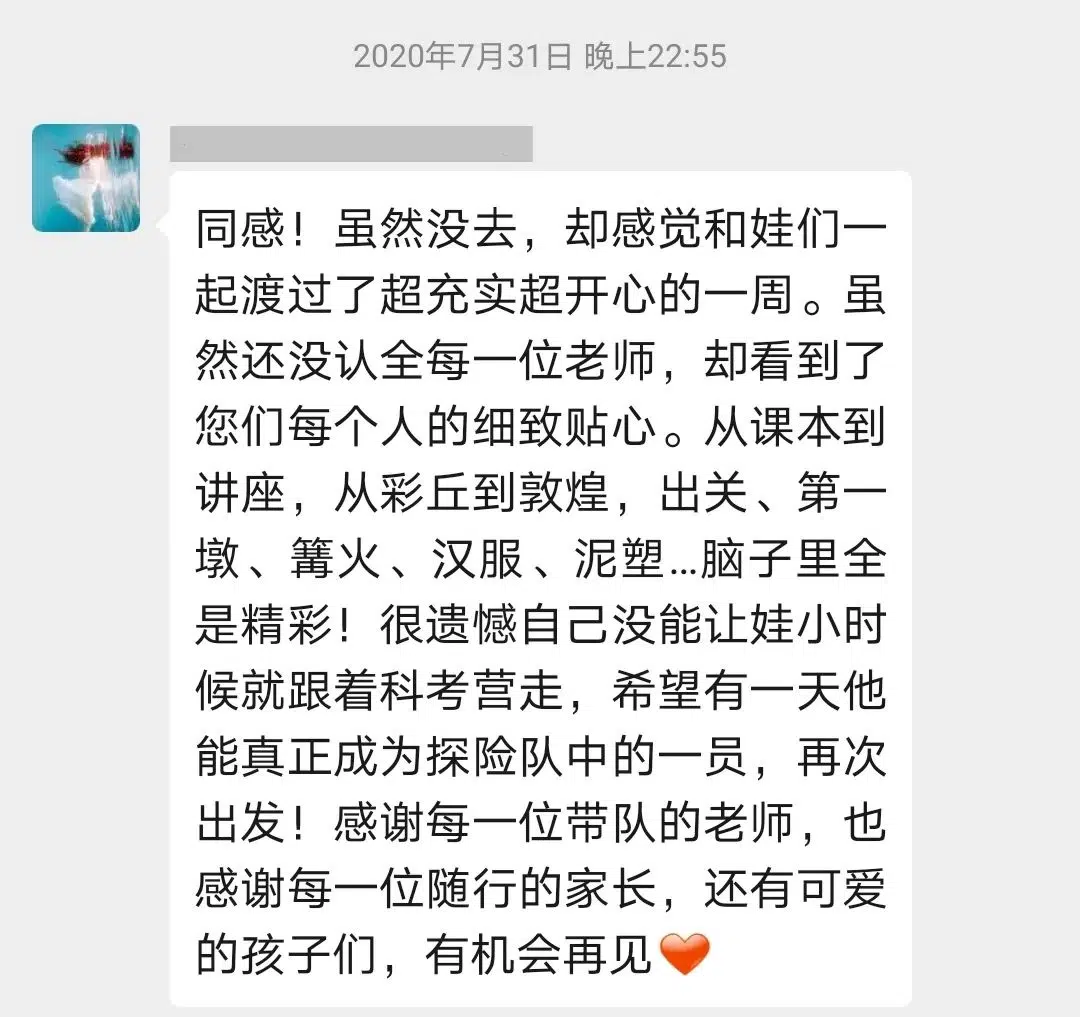 2020年7月31日 晚上22:55
同感！虽然没去，却感觉和娃们一
起渡过了超充实超开心的一周。虽
然还没认全每一位老师，却看到了
您们每个人的细致贴心。从课本到
讲座，从彩丘到敦煌，出关、第一
墩、篝火、汉服、泥塑...脑子里全
是精彩！很遗憾自己没能让娃小时
候就跟着科考营走，希望有一天他
能真正成为探险队中的一员，再次
出发！感谢每一位带队的老师，也
感谢每一位随行的家长，还有可爱
的孩子们，有机会再见❤️